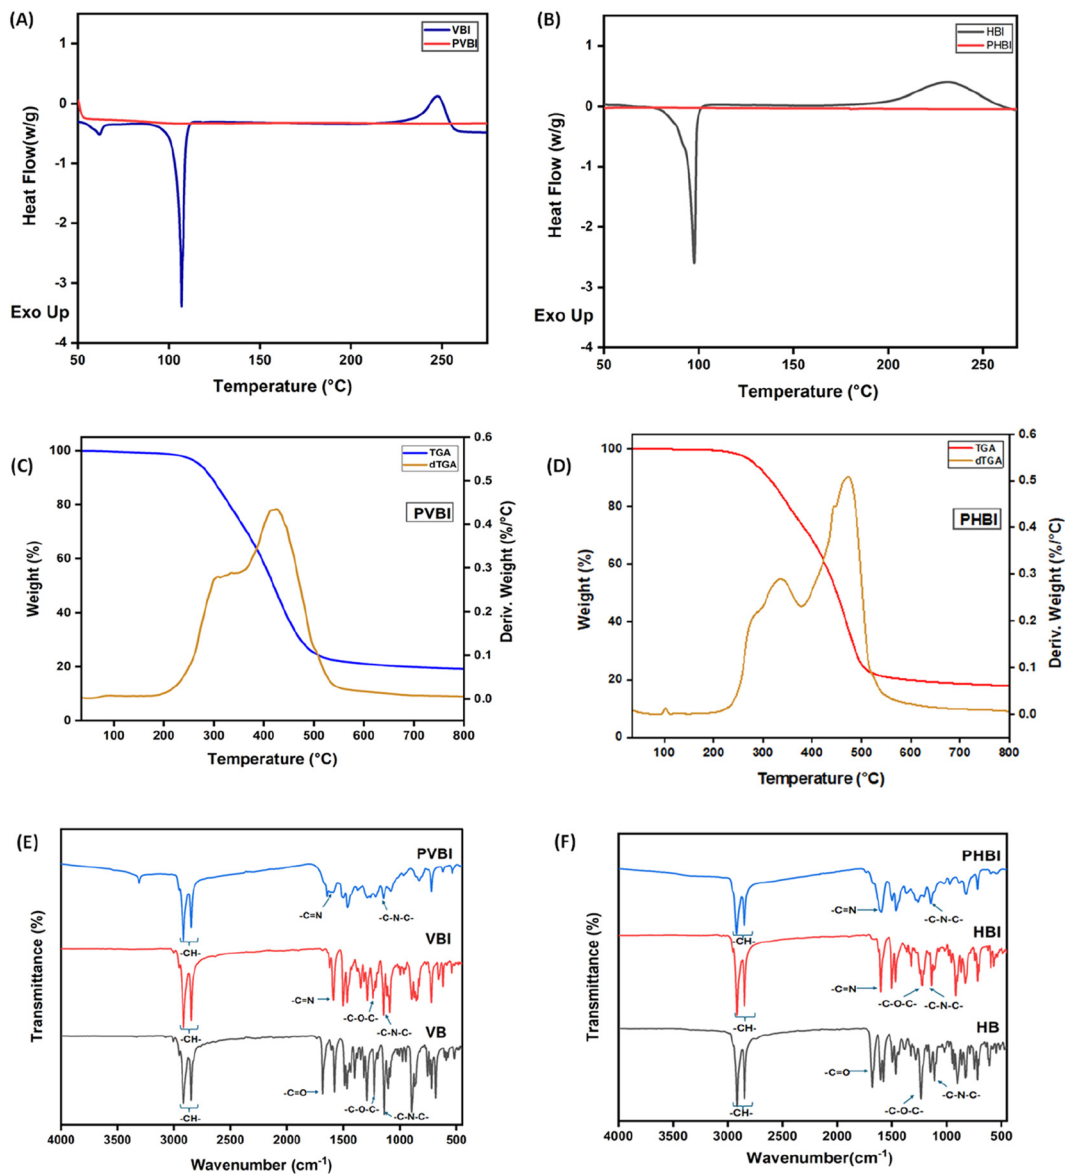 (A)
VBI
PVBI
1
0
-1
-2
-3
-4
Heat Flow(w/g)
Exo Up
50 100 150 200 250
Temperature (°C)
(B)
HBI
PHBI
1
0
-1
-2
-3
-4
Heat Flow (w/g)
Exo Up
50 100 150 200 250
Temperature (°C)
(C)
TGA
dTGA
PVBI
100
80
60
40
20
0
Weight (%)
0.6
0.5
0.4
0.3
0.2
0.1
0.0
Deriv. Weight (%/°C)
100 200 300 400 500 600 700 800
Temperature (°C)
(D)
TGA
dTGA
PHBI
100
80
60
40
20
0
Weight (%)
0.6
0.5
0.4
0.3
0.2
0.1
0.0
Deriv. Weight (%/°C)
100 200 300 400 500 600 700 800
Temperature (°C)
(E)
PVBI
-C=N
-C-N-C-
-CH-
VBI
-C=N
-C-O-C-
-C-N-C-
-CH-
VB
-C=O
-C-O-C-
-C-N-C-
-CH-
Transmittance (%)
4000 3500 3000 2500 2000 1500 1000 500
Wavenumber (cm⁻¹)
(F)
PHBI
-C=N
-C-N-C-
-CH-
HBI
-C=N
-C-O-C-
-C-N-C-
-CH-
HB
-C=O
-C-O-C-
-C-N-C-
-CH-
Transmittance (%)
4000 3500 3000 2500 2000 1500 1000 500
Wavenumber(cm⁻¹)